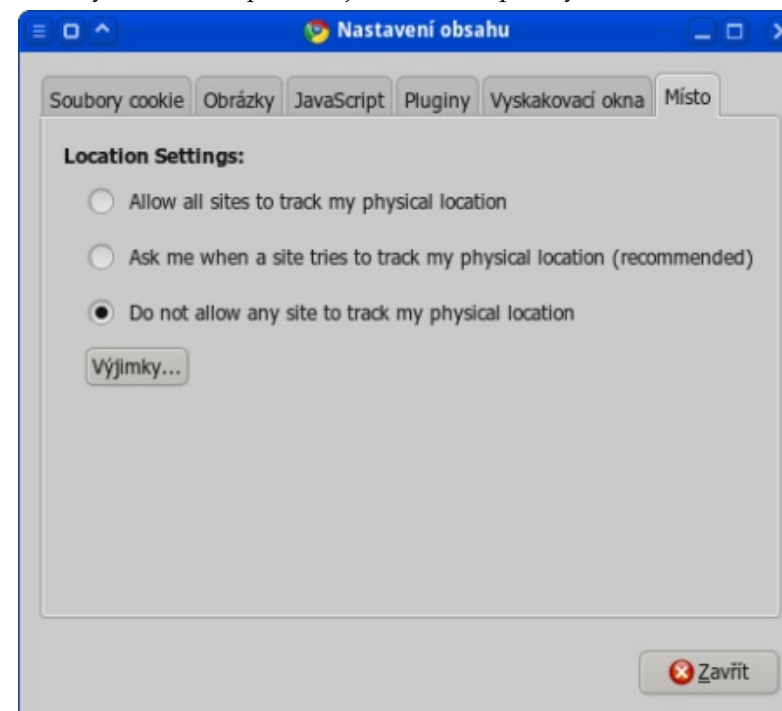 Nastavení obsahu
Soubory cookie Obrázky JavaScript Pluginy Vyskakovací okna Místo
Location Settings:
Allow all sites to track my physical location
Ask me when a site tries to track my physical location (recommended)
Do not allow any site to track my physical location
Výjimky...
Zavřít